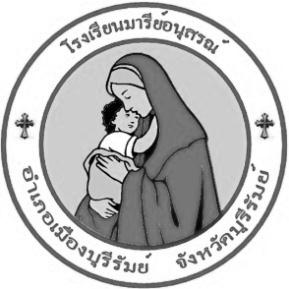 โรงเรียนมารีย์อนุสรณ์
อำเภอเมืองบุรีรัมย์ จังหวัดบุรีรัมย์